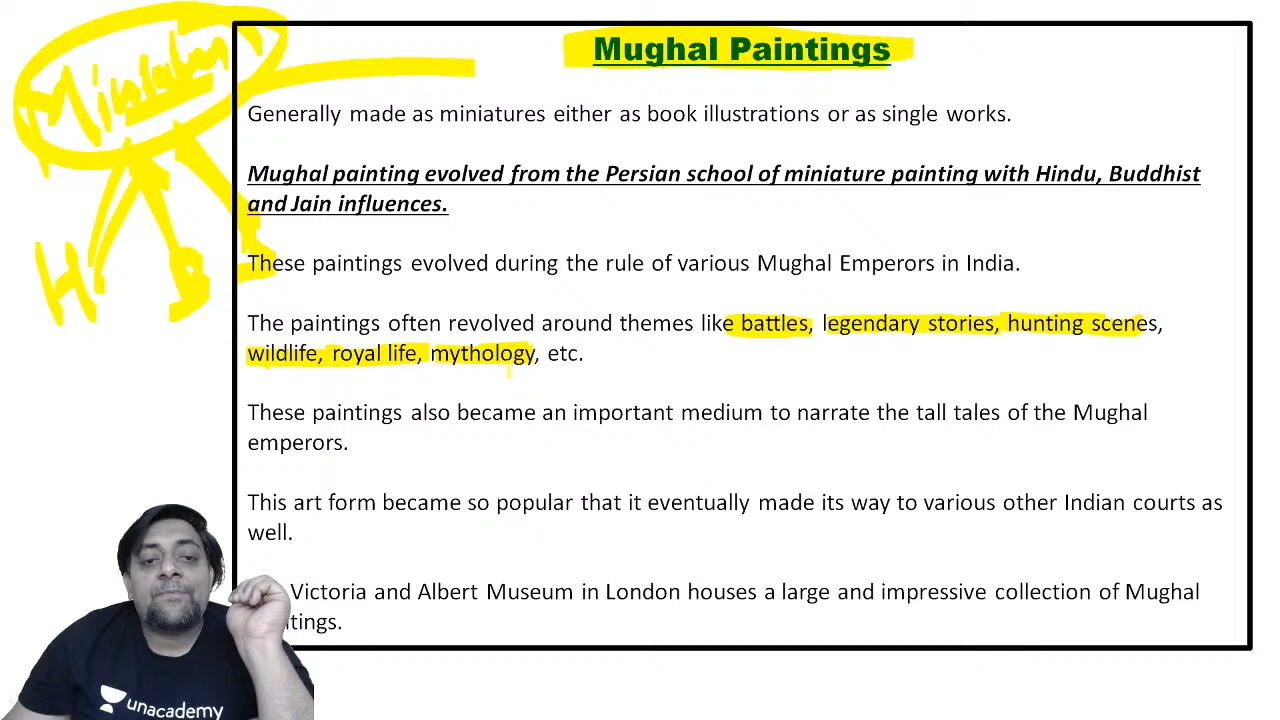 Mughal Paintings
Miniature
Generally made as miniatures either as book illustrations or as single works.
Mughal painting evolved from the Persian school of miniature painting with Hindu, Buddhist
and Jain influences.
H B J
These paintings evolved during the rule of various Mughal Emperors in India.
The paintings often revolved around themes like battles, legendary stories, hunting scenes,
wildlife, royal life, mythology, etc.
These paintings also became an important medium to narrate the tall tales of the Mughal
emperors.
This art form became so popular that it eventually made its way to various other Indian courts as
well.
Victoria and Albert Museum in London houses a large and impressive collection of Mughal
tings.
unacademy